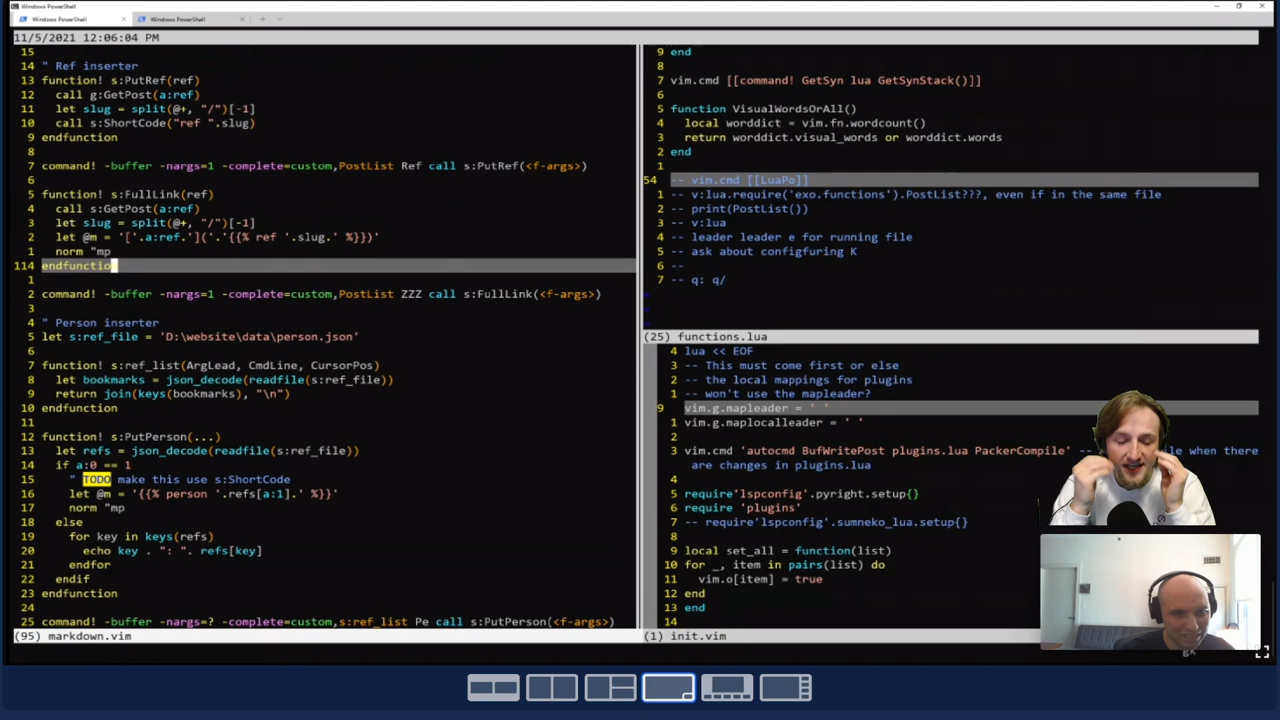 Windows PowerShell
Windows PowerShell
Windows PowerShell
11/5/2021 12:06:04 PM
15
14 " Ref inserter
13 function! s:PutRef(ref)
12 call g:GetPost(a:ref)
11 let slug = split(@+, "/")[-1]
10 call s:ShortCode("ref ".slug)
9 endfunction
8
7 command! -buffer -nargs=1 -complete=custom,PostList Ref call s:PutRef(<f-args>)
6
5 function! s:FullLink(ref)
4 call s:GetPost(a:ref)
3 let slug = split(@+, "/")[-1]
2 let @m = '['.a:ref.']('.'{{% ref '.slug.' %}})'
1 norm "mp
114 endfunctio
1
2 command! -buffer -nargs=1 -complete=custom,PostList ZZZ call s:FullLink(<f-args>)
3
4 " Person inserter
5 let s:ref_file = 'D:\website\data\person.json'
6
7 function! s:ref_list(ArgLead, CmdLine, CursorPos)
8 let bookmarks = json_decode(readfile(s:ref_file))
9 return join(keys(bookmarks), "\n")
10 endfunction
11
12 function! s:PutPerson(...)
13 let refs = json_decode(readfile(s:ref_file))
14 if a:0 == 1
15 " TODO make this use s:ShortCode
16 let @m = '{{% person '.refs[a:1].' %}}'
17 norm "mp
18 else
19 for key in keys(refs)
20 echo key . ": ". refs[key]
21 endfor
22 endif
23 endfunction
24
25 command! -buffer -nargs=? -complete=custom,s:ref_list Pe call s:PutPerson(<f-args>)
(95) markdown.vim
9 end
8
7 vim.cmd [[command! GetSyn lua GetSynStack()]]
6
5 function VisualWordsOrAll()
4 local worddict = vim.fn.wordcount()
3 return worddict.visual_words or worddict.words
2 end
1
54 -- vim.cmd [[LuaPo]]
1 -- v:lua.require('exo.functions').PostList???, even if in the same file
2 -- print(PostList())
3 -- v:lua
4 -- leader leader e for running file
5 -- ask about configfuring K
6 --
7 -- q: q/
~
~
(25) functions.lua
4 lua << EOF
3 -- This must come first or else
2 -- the local mappings for plugins
1 -- won't use the mapleader?
9 vim.g.mapleader = ' '
1 vim.g.maplocalleader = ' '
2
3 vim.cmd 'autocmd BufWritePost plugins.lua PackerCompile' -- le when there
are changes in plugins.lua
4
5 require'lspconfig'.pyright.setup{}
6 require 'plugins'
7 -- require'lspconfig'.sumneko_lua.setup{}
8
9 local set_all = function(list)
10 for _, item in pairs(list) do
11 vim.o[item] = true
12 end
13 end
14
(1) init.vim
gk